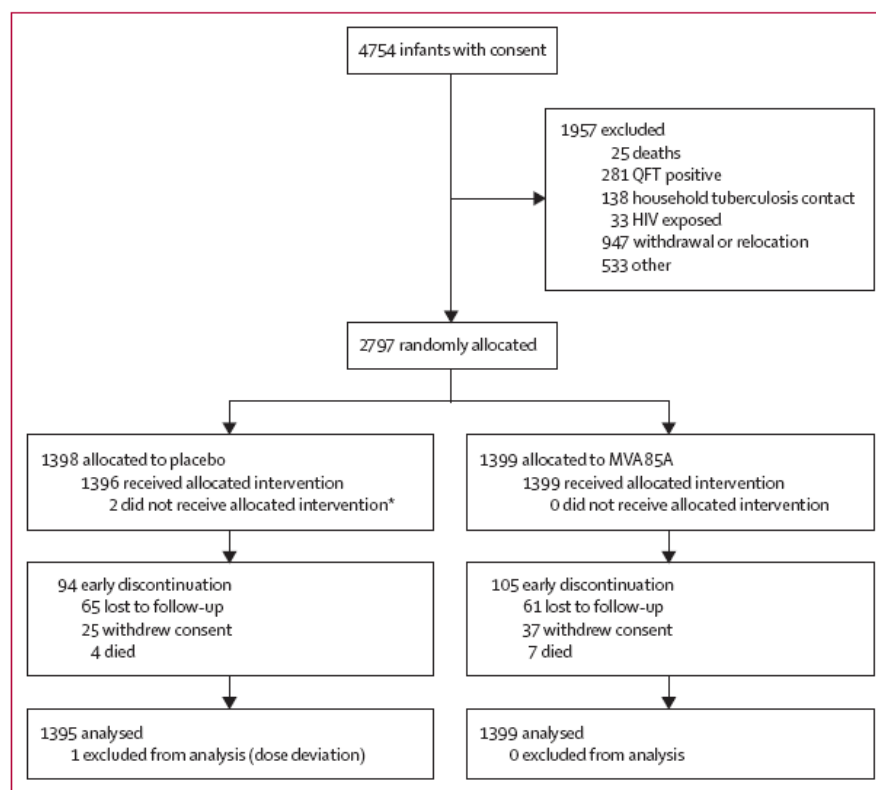 4754 infants with consent
1957 excluded
25 deaths
281 QFT positive
138 household tuberculosis contact
33 HIV exposed
947 withdrawal or relocation
533 other
2797 randomly allocated
1398 allocated to placebo
1396 received allocated intervention
2 did not receive allocated intervention*
1399 allocated to MVA85A
1399 received allocated intervention
0 did not receive allocated intervention
94 early discontinuation
65 lost to follow-up
25 withdrew consent
4 died
105 early discontinuation
61 lost to follow-up
37 withdrew consent
7 died
1395 analysed
1 excluded from analysis (dose deviation)
1399 analysed
0 excluded from analysis